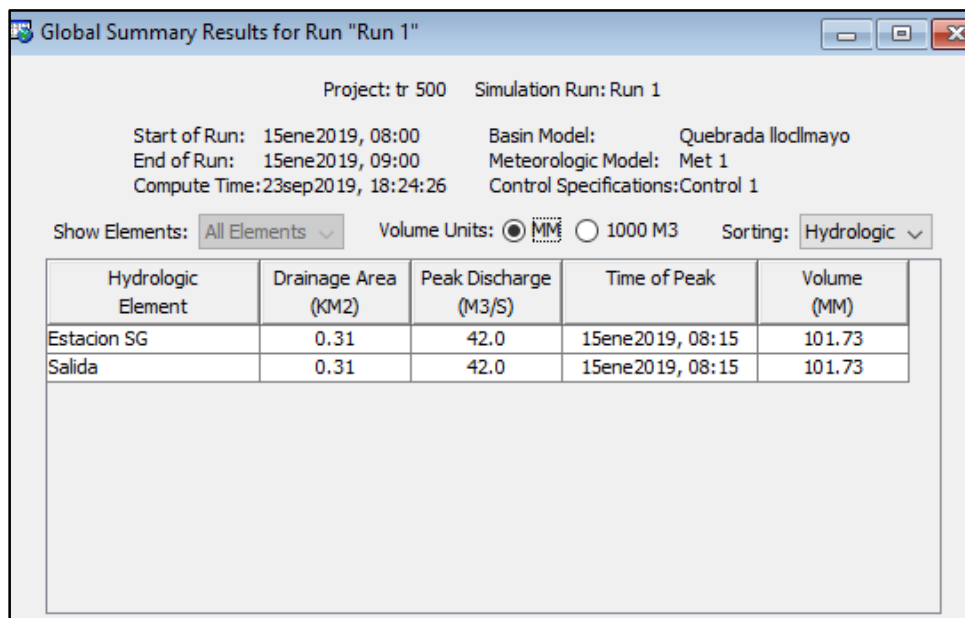 Global Summary Results for Run "Run 1"
Project: tr 500 Simulation Run: Run 1
Start of Run: 15ene2019, 08:00 Basin Model: Quebrada llocllmayo
End of Run: 15ene2019, 09:00 Meteorologic Model: Met 1
Compute Time:23sep2019, 18:24:26 Control Specifications:Control 1
Show Elements: All Elements Volume Units: MM 1000 M3 Sorting: Hydrologic
Hydrologic Drainage Area Peak Discharge Time of Peak Volume
Element (KM2) (M3/S) (MM)
Estacion SG 0.31 42.0 15ene2019, 08:15 101.73
Salida 0.31 42.0 15ene2019, 08:15 101.73